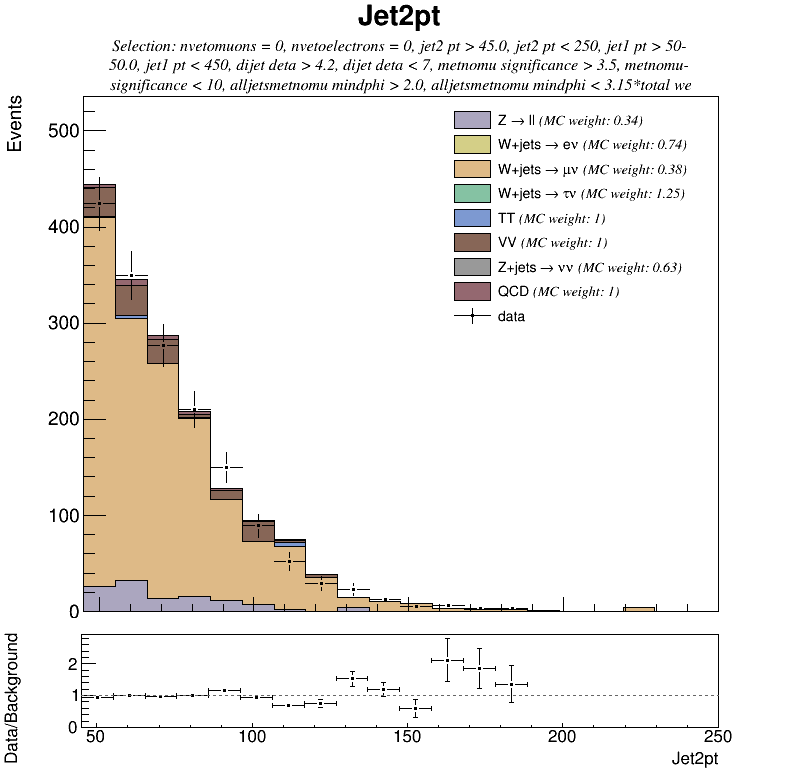 Jet2pt
Selection: nvetomuons = 0, nvetoelectrons = 0, jet2 pt > 45.0, jet2 pt < 250, jet1 pt > 50-
50.0, jet1 pt < 450, dijet deta > 4.2, dijet deta < 7, metnomu significance > 3.5, metnomu-
significance < 10, alljetsmetnomu mindphi > 2.0, alljetsmetnomu mindphi < 3.15*total we
Events
500
400
300
200
100
0
Z → ll (MC weight: 0.34)
W+jets → eν (MC weight: 0.74)
W+jets → μν (MC weight: 0.38)
W+jets → τν (MC weight: 1.25)
TT (MC weight: 1)
VV (MC weight: 1)
Z+jets → νν (MC weight: 0.63)
QCD (MC weight: 1)
data
Data/Background
2
1
0
50 100 150 200 250
Jet2pt